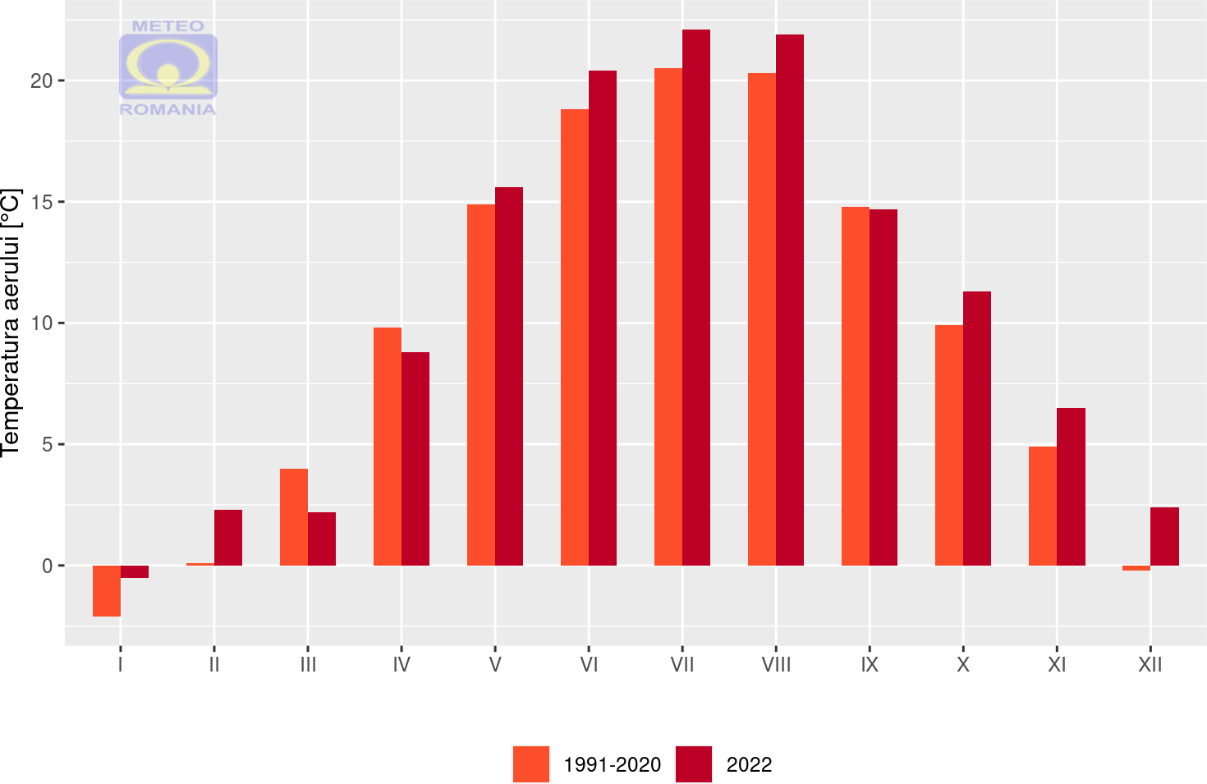 METEO
ROMANIA
Temperatura aerului [°C]
20
15
10
5
0
I II III IV V VI VII VIII IX X XI XII
1991-2020 2022